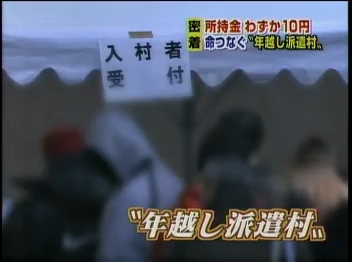 密着
所持金 わずか10円
命つなぐ〝年越し派遣村〟
入村者
受付
〝年越し派遣村〟